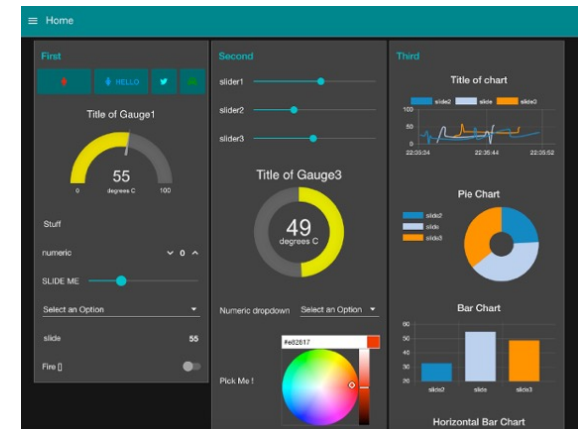 Home
First
HELLO
Title of Gauge1
55
degrees C
0
100
Stuff
numeric
0
SLIDE ME
Select an Option
slide
55
Fire []
Second
slider1
slider2
slider3
Title of Gauge3
49
degrees C
Numeric dropdown Select an Option
#e82617
Pick Me !
Third
Title of chart
slide2 slide slide3
100
50
0
22:35:34 22:35:44 22:35:52
Pie Chart
slide2
slide
slide3
Bar Chart
60
50
40
30
20
slide2 slide slide3
Horizontal Bar Chart